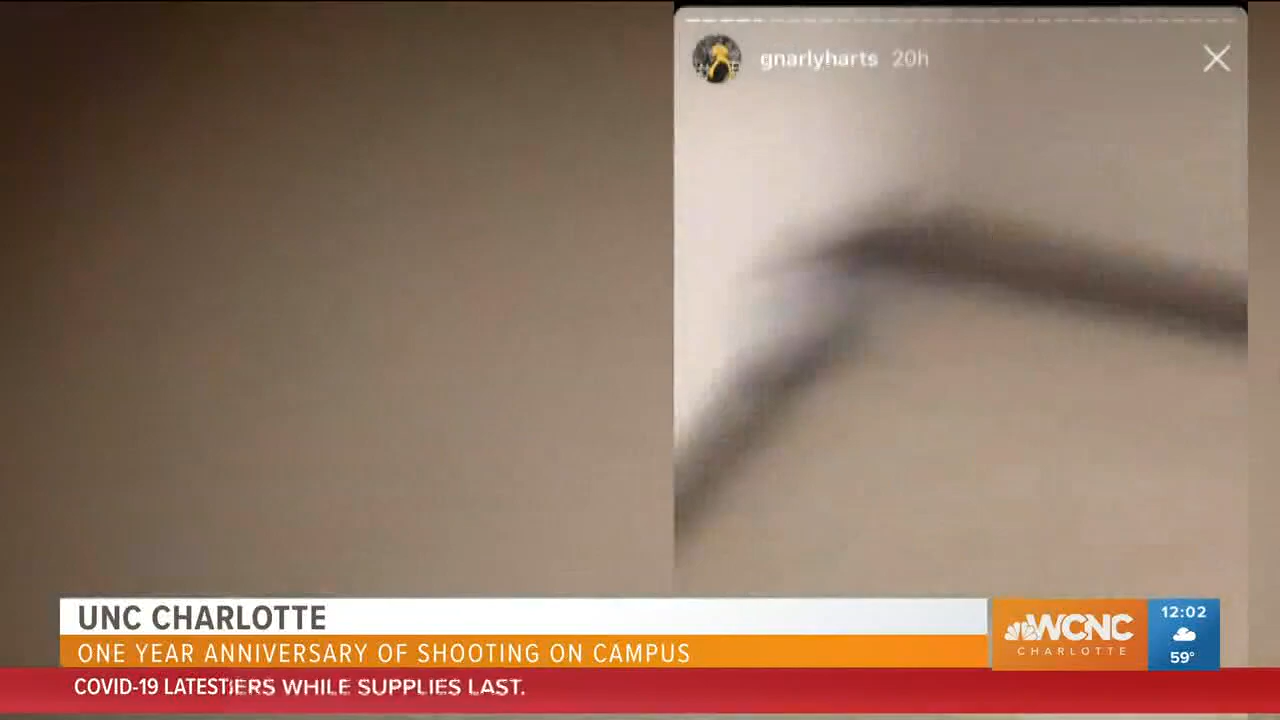 gnarlyharts 20h
UNC CHARLOTTE
ONE YEAR ANNIVERSARY OF SHOOTING ON CAMPUS
WCNC
CHARLOTTE
12:02
59°
COVID-19 LATEST WHILE SUPPLIES LAST.